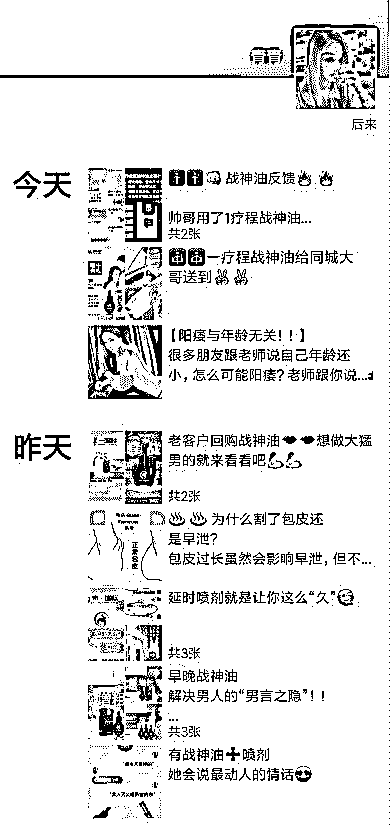 后来
今天
战神油反馈
帅哥用了1疗程战神油...
共2张
一疗程战神油给同城大
哥送到
【阳痿与年龄无关！！】
很多朋友跟老师说自己年龄还
小，怎么可能阳痿？老师跟你说...
昨天
老客户回购战神油 想做大猛
男的就来看看吧
共2张
为什么割了包皮还
是早泄？
包皮过长虽然会影响早泄，但不...
延时喷剂就是让你这么“久”
共3张
早晚战神油
解决男人的“男言之隐”！！
...
共3张
有战神油➕喷剂
她会说最动人的情话